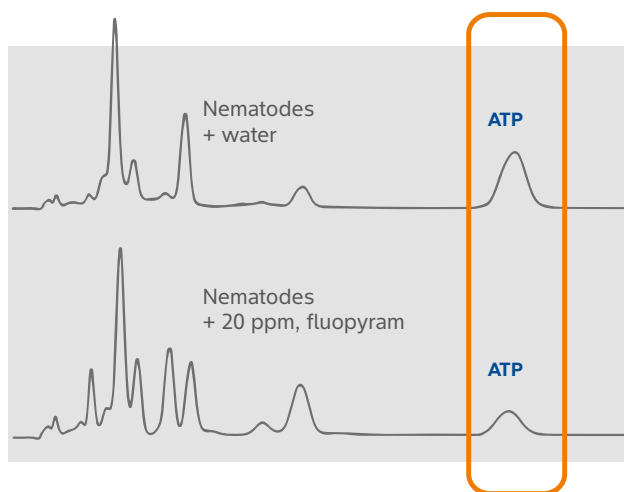 Nematodes
+ water
ATP
Nematodes
+ 20 ppm, fluopyram
ATP